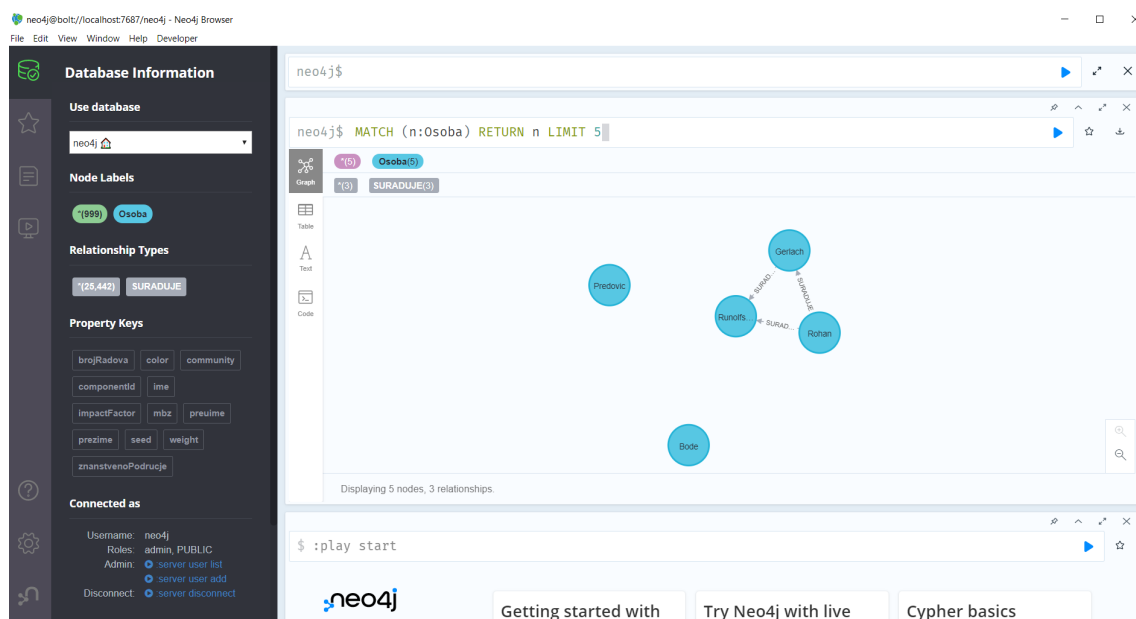 neo4j@bolt://localhost:7687/neo4j - Neo4j Browser
File Edit View Window Help Developer
Database Information
Use database
neo4j
Node Labels
*(999) Osoba
Relationship Types
*(25,442) SURADUJE
Property Keys
brojRadova color community
componentId ime
impactFactor mbz preuime
prezime seed weight
znanstvenoPodrucje
Connected as
Username: neo4j
Roles: admin, PUBLIC
Admin: :server user list
:server user add
Disconnect: :server disconnect
neo4j$
neo4j$ MATCH (n:Osoba) RETURN n LIMIT 5
Graph
Table
Text
Code
*(5) Osoba(5)
*(3) SURADUJE(3)
Gerlach
Predovic
SURAD...
SURADUJE
Runolfs...
SURAD...
Rohan
Bode
Displaying 5 nodes, 3 relationships.
$ :play start
neo4j
Getting started with
Try Neo4j with live
Cypher basics